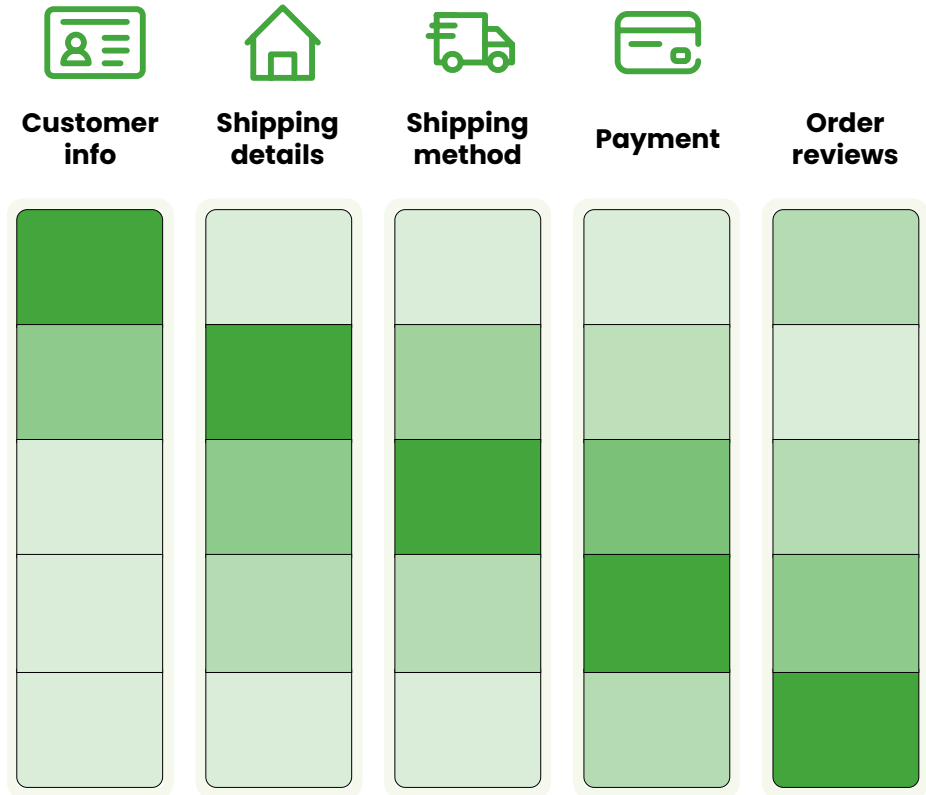 Customer
info
Shipping
details
Shipping
method
Payment
Order
reviews